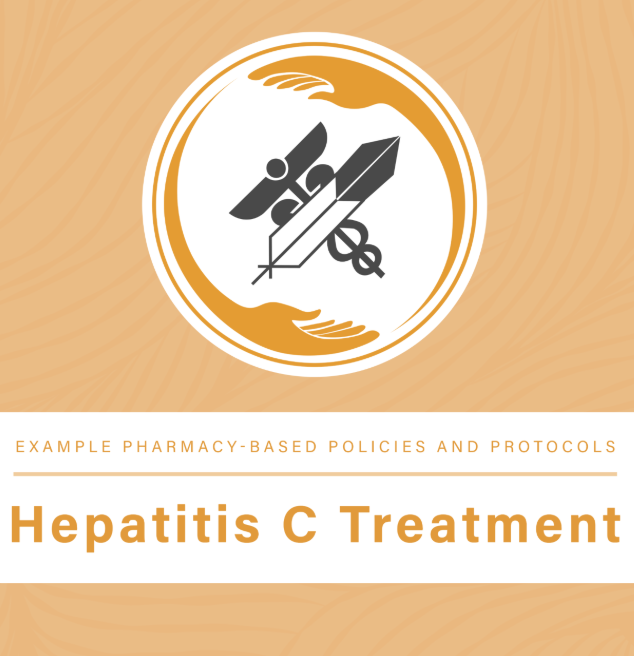 EXAMPLE PHARMACY-BASED POLICIES AND PROTOCOLS
Hepatitis C Treatment